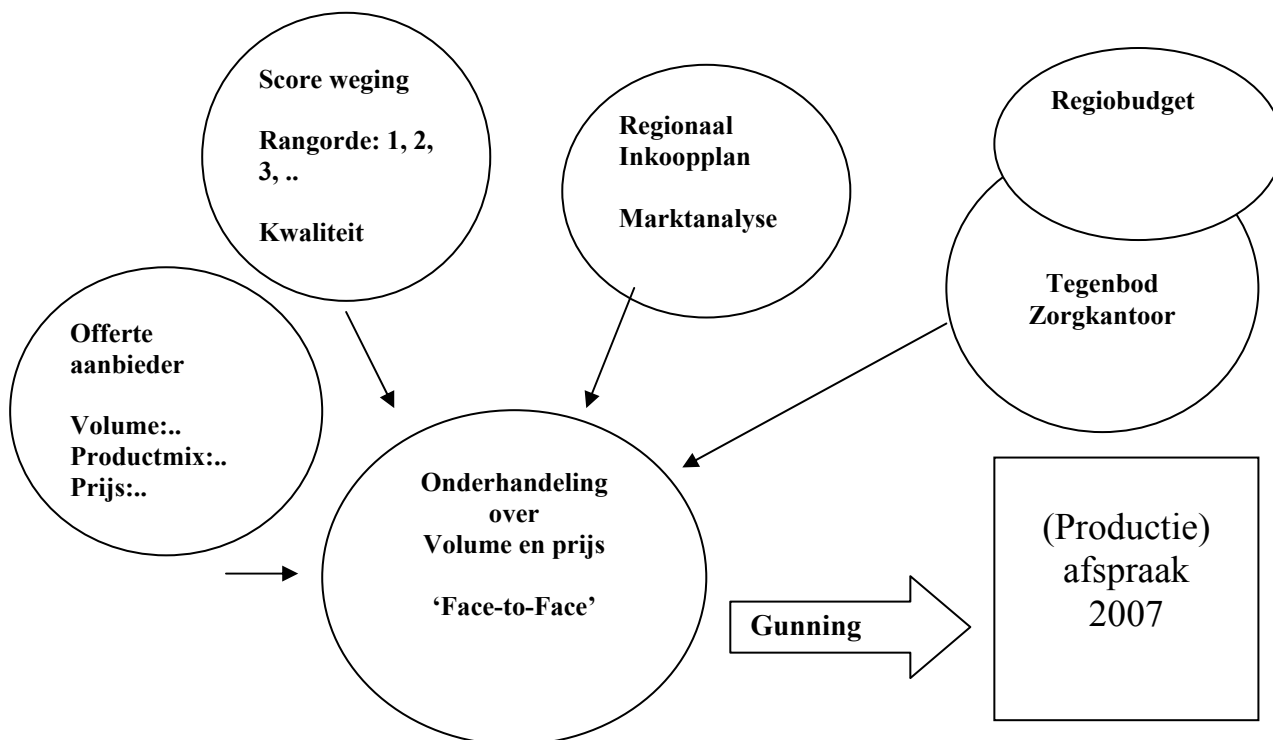 Score weging
Rangorde: 1, 2,
3, ..
Kwaliteit
Regionaal
Inkoopplan
Marktanalyse
Regiobudget
Tegenbod
Zorgkantoor
Offerte
aanbieder
Volume:..
Productmix:..
Prijs:..
Onderhandeling
over
Volume en prijs
‘Face-to-Face’
Gunning
(Productie)
afspraak
2007